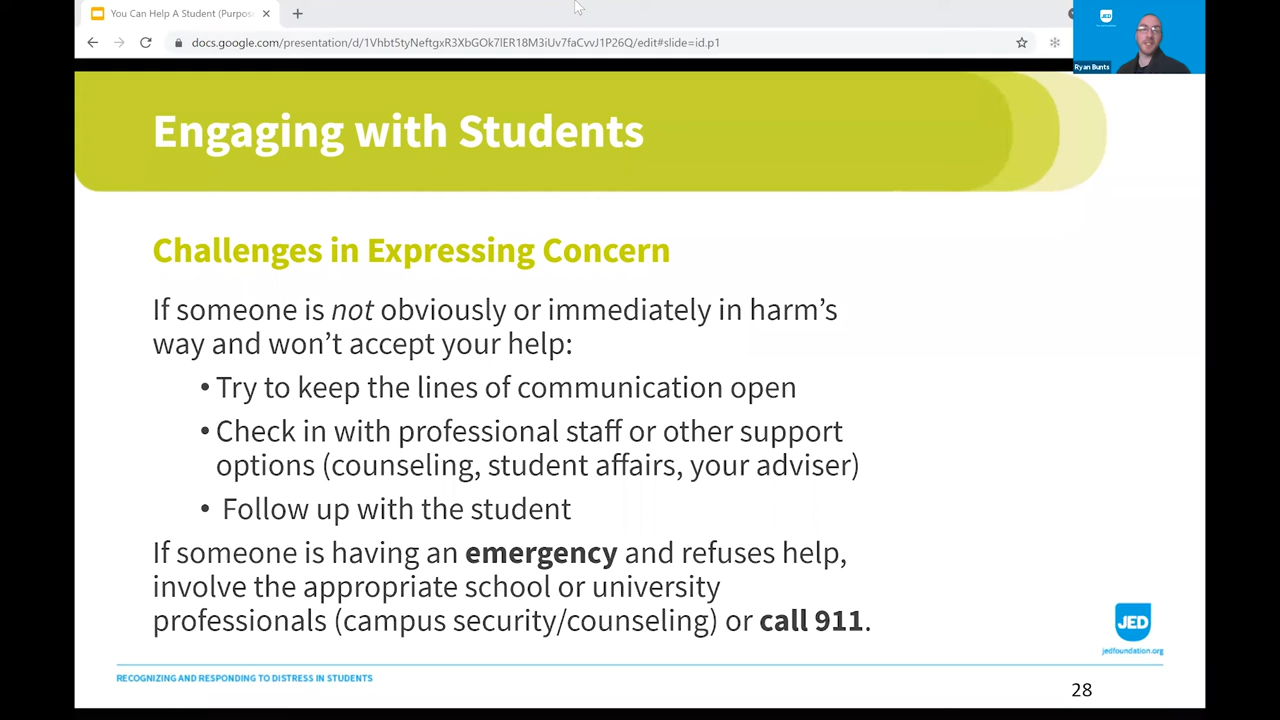 You Can Help A Student (Purpos
docs.google.com/presentation/d/1Vhbt5tyNeftgxR3XbGOk7lER18M3iUv7faCvvJ1P26Q/edit#slide=id.p1
JED
Ryan Bunts
Engaging with Students
Challenges in Expressing Concern
If someone is not obviously or immediately in harm’s
way and won’t accept your help:
• Try to keep the lines of communication open
• Check in with professional staff or other support
options (counseling, student affairs, your adviser)
• Follow up with the student
If someone is having an emergency and refuses help,
involve the appropriate school or university
professionals (campus security/counseling) or call 911.
JED
jedfoundation.org
RECOGNIZING AND RESPONDING TO DISTRESS IN STUDENTS
28